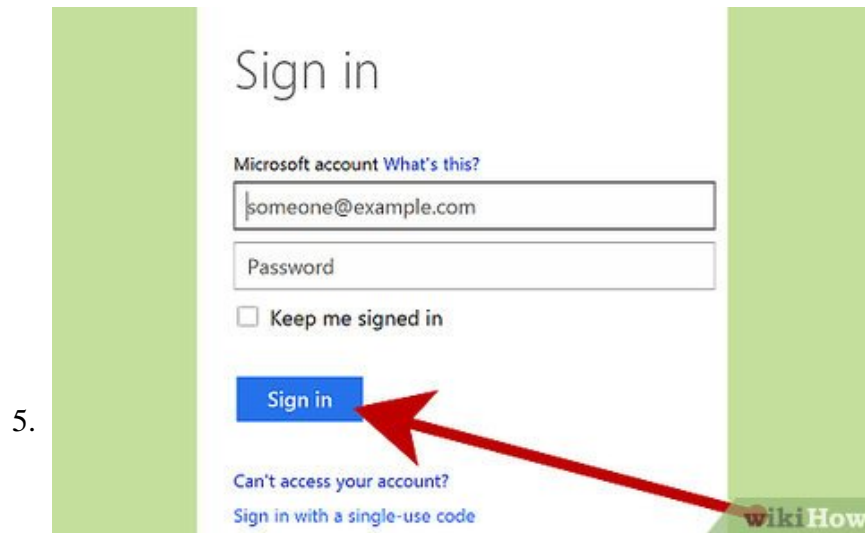 Sign in
Microsoft account What's this?
someone@example.com
Password
Keep me signed in
5.
Sign in
Can't access your account?
Sign in with a single-use code
wikiHow